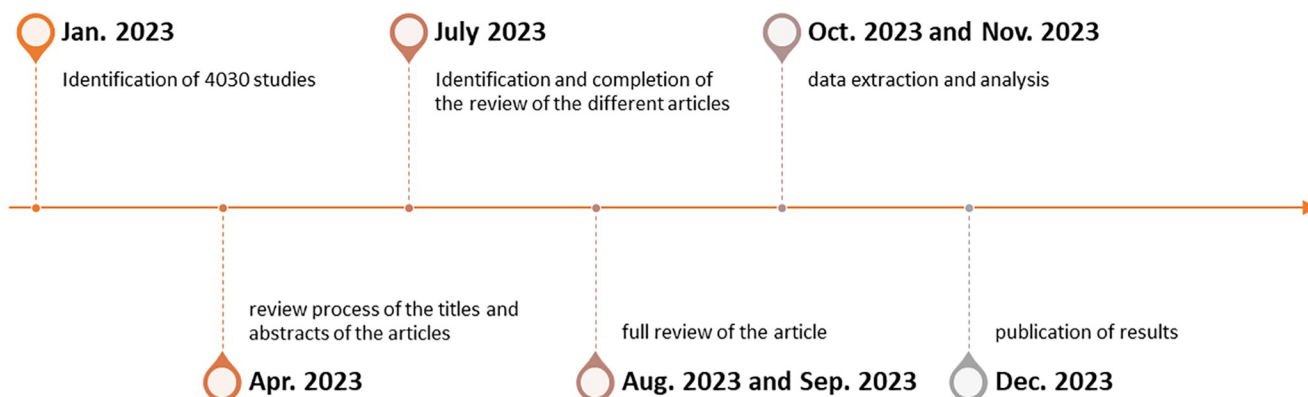 Jan. 2023
Identification of 4030 studies
July 2023
Identification and completion of
the review of the different articles
Oct. 2023 and Nov. 2023
data extraction and analysis
review process of the titles and
abstracts of the articles
Apr. 2023
full review of the article
Aug. 2023 and Sep. 2023
publication of results
Dec. 2023